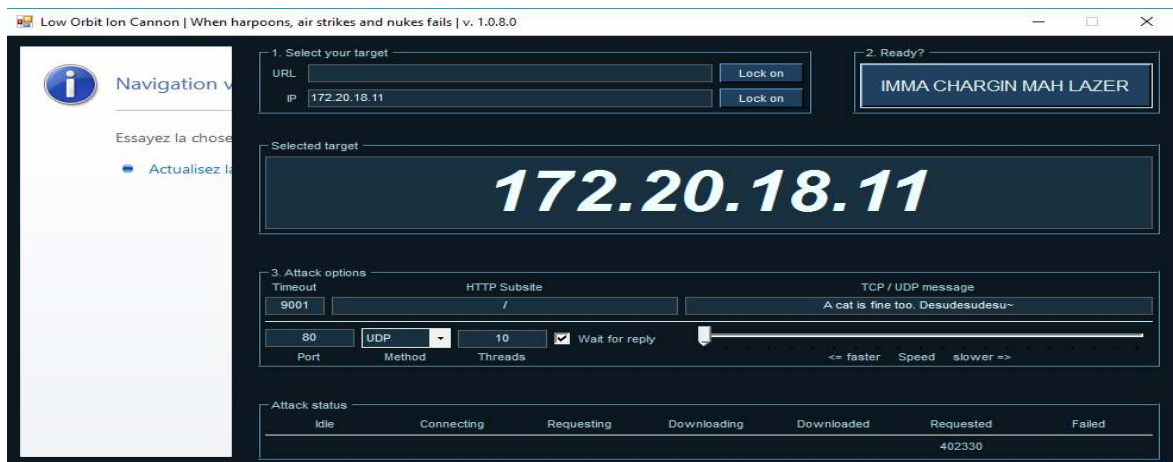 Low Orbit Ion Cannon | When harpoons, air strikes and nukes fails | v. 1.0.8.0
Navigation v
Essayez la chose
Actualisez la
1. Select your target
URL Lock on
IP 172.20.18.11 Lock on
2. Ready?
IMMA CHARGIN MAH LAZER
Selected target
172.20.18.11
3. Attack options
Timeout HTTP Subsite TCP / UDP message
9001 / A cat is fine too. Desudesudesu~
80 UDP 10 Wait for reply
Port Method Threads <= faster Speed slower =>
Attack status
Idle Connecting Requesting Downloading Downloaded Requested Failed
402330